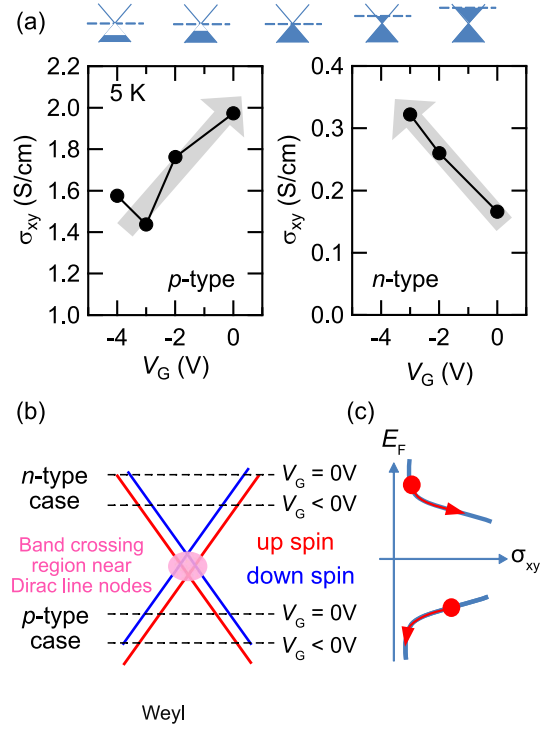 (a)
2.2
2.0
1.8
1.6
1.4
1.2
1.0
σxy (S/cm)
5 K
p-type
-4
-2
0
VG (V)
0.4
0.3
0.2
0.1
0.0
σxy (S/cm)
n-type
-4
-2
0
VG (V)
(b)
n-type
case
VG = 0V
VG < 0V
Band crossing
region near
Dirac line nodes
up spin
down spin
p-type
case
VG = 0V
VG < 0V
Weyl
(c)
EF
σxy